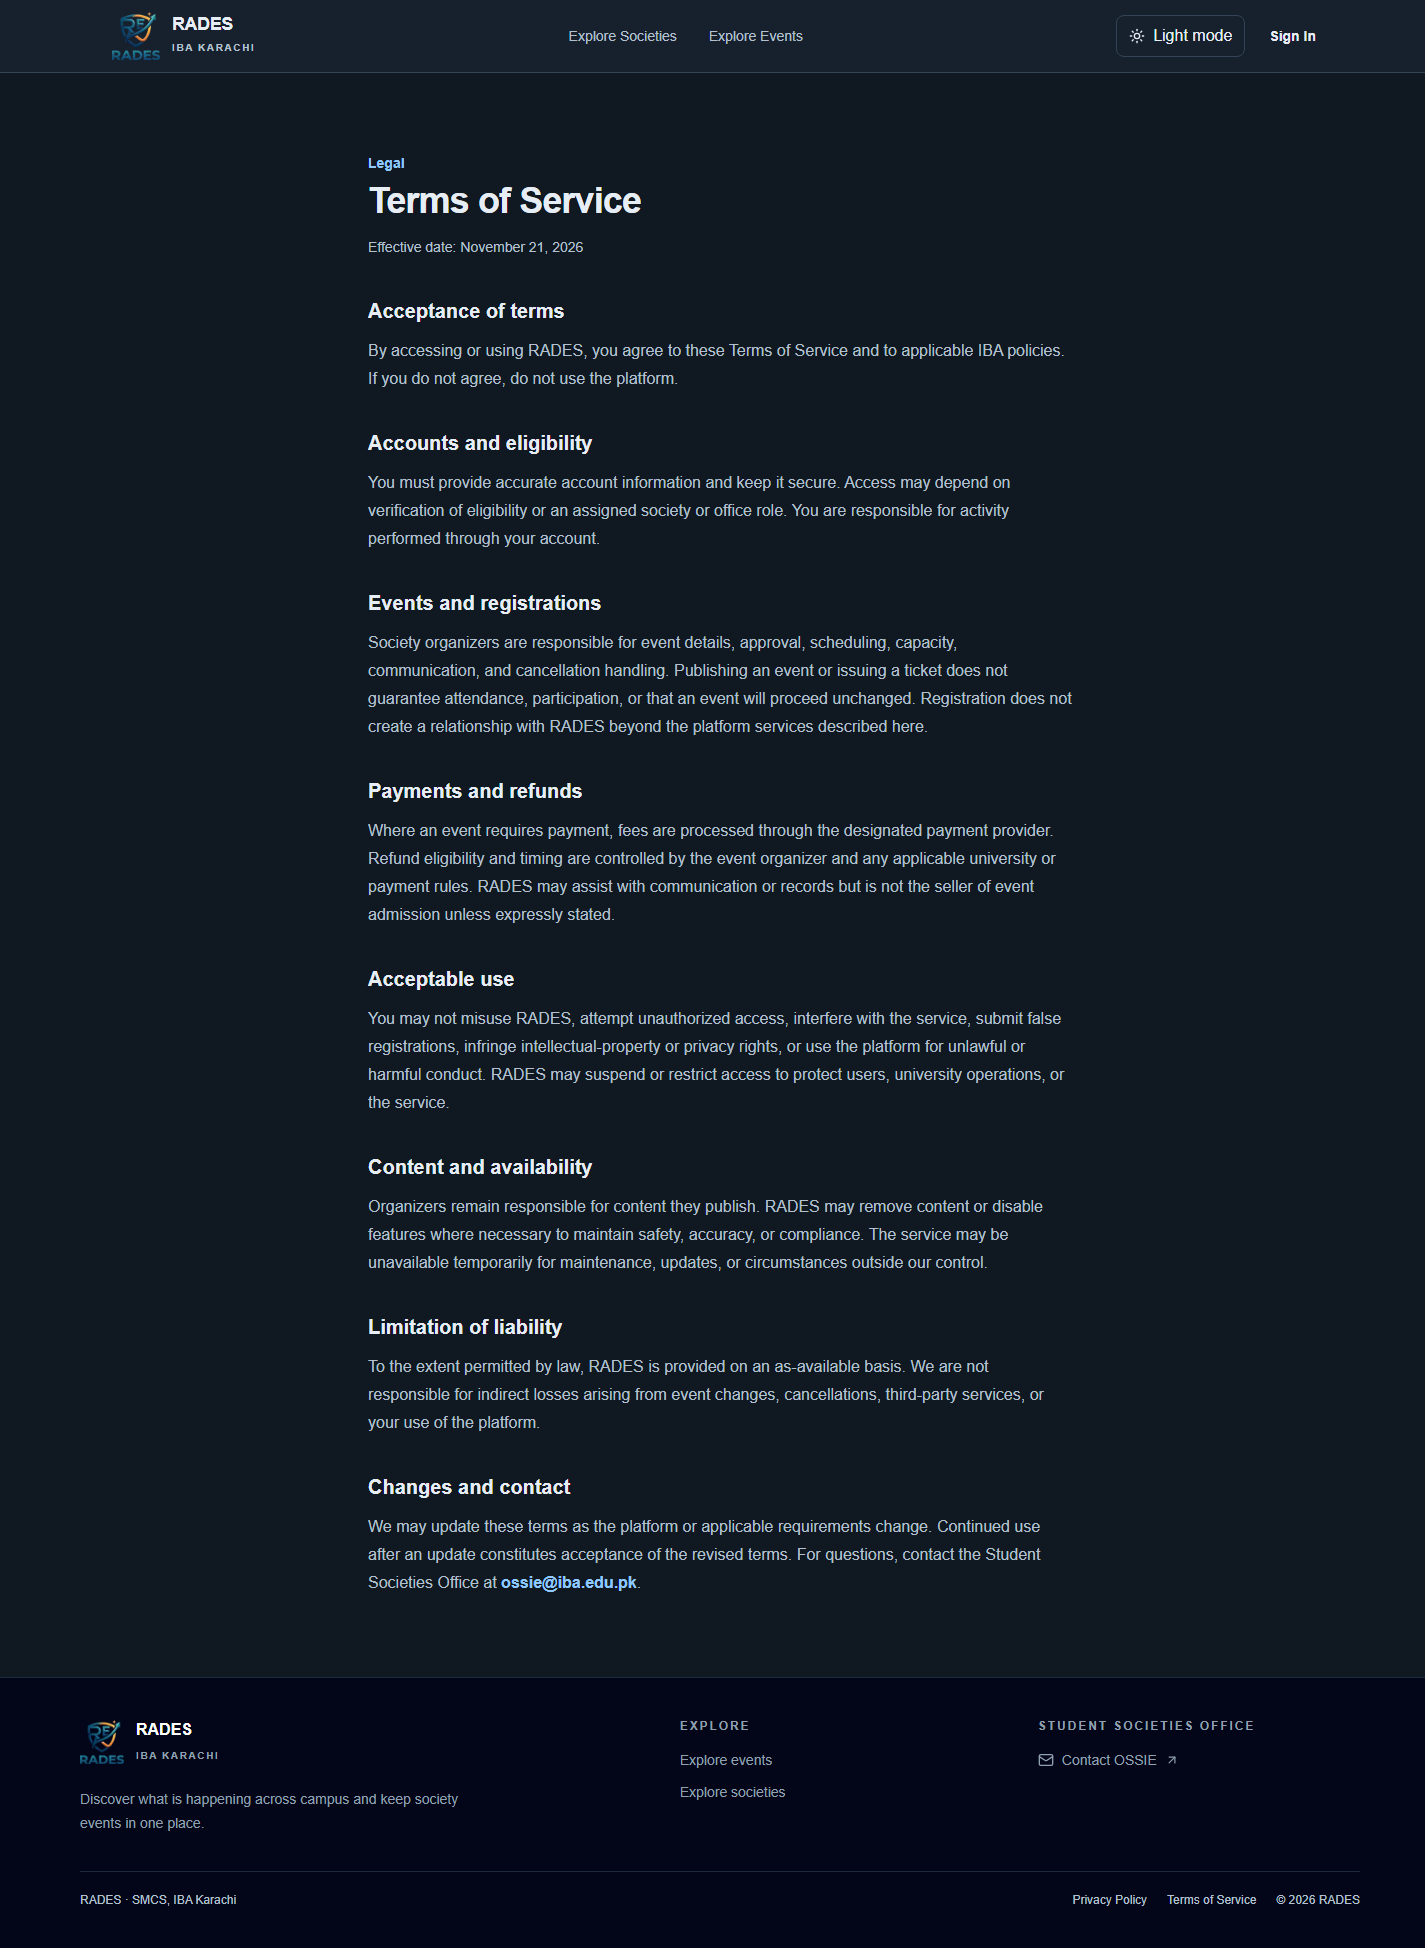 RADES
RADES
IBA KARACHI
Explore Societies
Explore Events
Light mode
Sign In
Legal
Terms of Service
Effective date: November 21, 2026
Acceptance of terms
By accessing or using RADES, you agree to these Terms of Service and to applicable IBA policies.
If you do not agree, do not use the platform.
Accounts and eligibility
You must provide accurate account information and keep it secure. Access may depend on
verification of eligibility or an assigned society or office role. You are responsible for activity
performed through your account.
Events and registrations
Society organizers are responsible for event details, approval, scheduling, capacity,
communication, and cancellation handling. Publishing an event or issuing a ticket does not
guarantee attendance, participation, or that an event will proceed unchanged. Registration does not
create a relationship with RADES beyond the platform services described here.
Payments and refunds
Where an event requires payment, fees are processed through the designated payment provider.
Refund eligibility and timing are controlled by the event organizer and any applicable university or
payment rules. RADES may assist with communication or records but is not the seller of event
admission unless expressly stated.
Acceptable use
You may not misuse RADES, attempt unauthorized access, interfere with the service, submit false
registrations, infringe intellectual-property or privacy rights, or use the platform for unlawful or
harmful conduct. RADES may suspend or restrict access to protect users, university operations, or
the service.
Content and availability
Organizers remain responsible for content they publish. RADES may remove content or disable
features where necessary to maintain safety, accuracy, or compliance. The service may be
unavailable temporarily for maintenance, updates, or circumstances outside our control.
Limitation of liability
To the extent permitted by law, RADES is provided on an as-available basis. We are not
responsible for indirect losses arising from event changes, cancellations, third-party services, or
your use of the platform.
Changes and contact
We may update these terms as the platform or applicable requirements change. Continued use
after an update constitutes acceptance of the revised terms. For questions, contact the Student
Societies Office at ossie@iba.edu.pk.
RADES
RADES
IBA KARACHI
Discover what is happening across campus and keep society
events in one place.
EXPLORE
Explore events
Explore societies
STUDENT SOCIETIES OFFICE
Contact OSSIE
RADES · SMCS, IBA Karachi
Privacy Policy
Terms of Service
© 2026 RADES